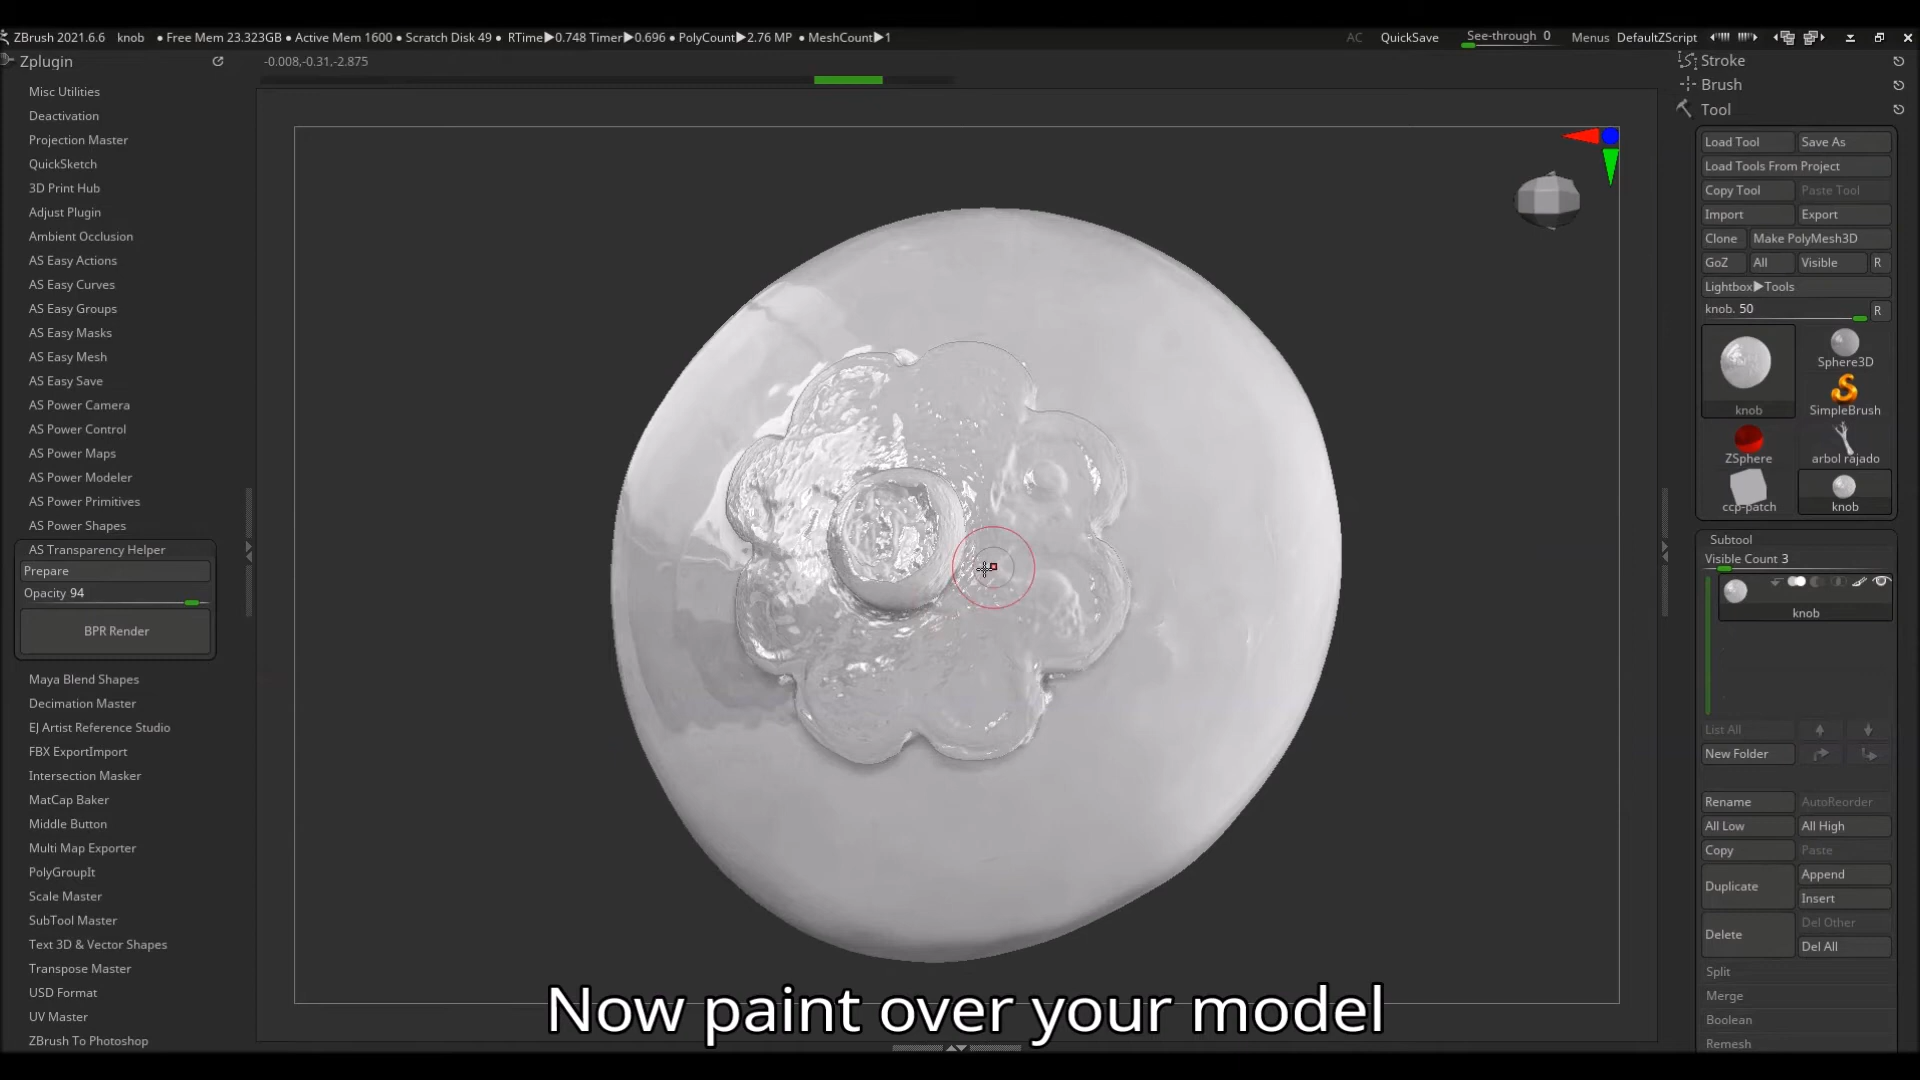 ZBrush 2021.6.6 knob • Free Mem 23.323GB • Active Mem 1600 • Scratch Disk 49 • RTime▶0.748 Timer▶0.696 • PolyCount▶2.76 MP • MeshCount▶1
AC QuickSave See-through 0 Menus DefaultZScript
Zplugin
-0.008,-0.31,-2.875
Misc Utilities
Deactivation
Projection Master
QuickSketch
3D Print Hub
Adjust Plugin
Ambient Occlusion
AS Easy Actions
AS Easy Curves
AS Easy Groups
AS Easy Masks
AS Easy Mesh
AS Easy Save
AS Power Camera
AS Power Control
AS Power Maps
AS Power Modeler
AS Power Primitives
AS Power Shapes
AS Transparency Helper
Prepare
Opacity 94
BPR Render
Maya Blend Shapes
Decimation Master
EJ Artist Reference Studio
FBX ExportImport
Intersection Masker
MatCap Baker
Middle Button
Multi Map Exporter
PolyGroupIt
Scale Master
SubTool Master
Text 3D & Vector Shapes
Transpose Master
USD Format
UV Master
ZBrush To Photoshop
Stroke
Brush
Tool
Load Tool Save As
Load Tools From Project
Copy Tool Paste Tool
Import Export
Clone Make PolyMesh3D
GoZ All Visible R
Lightbox▶Tools
knob. 50 R
knob Sphere3D
SimpleBrush
ZSphere arbol rajado
ccp-patch knob
Subtool
Visible Count 3
knob
List All
New Folder
Rename AutoReorder
All Low All High
Copy Paste
Duplicate Append
Insert
Delete Del Other
Del All
Split
Merge
Boolean
Remesh
Now paint over your model